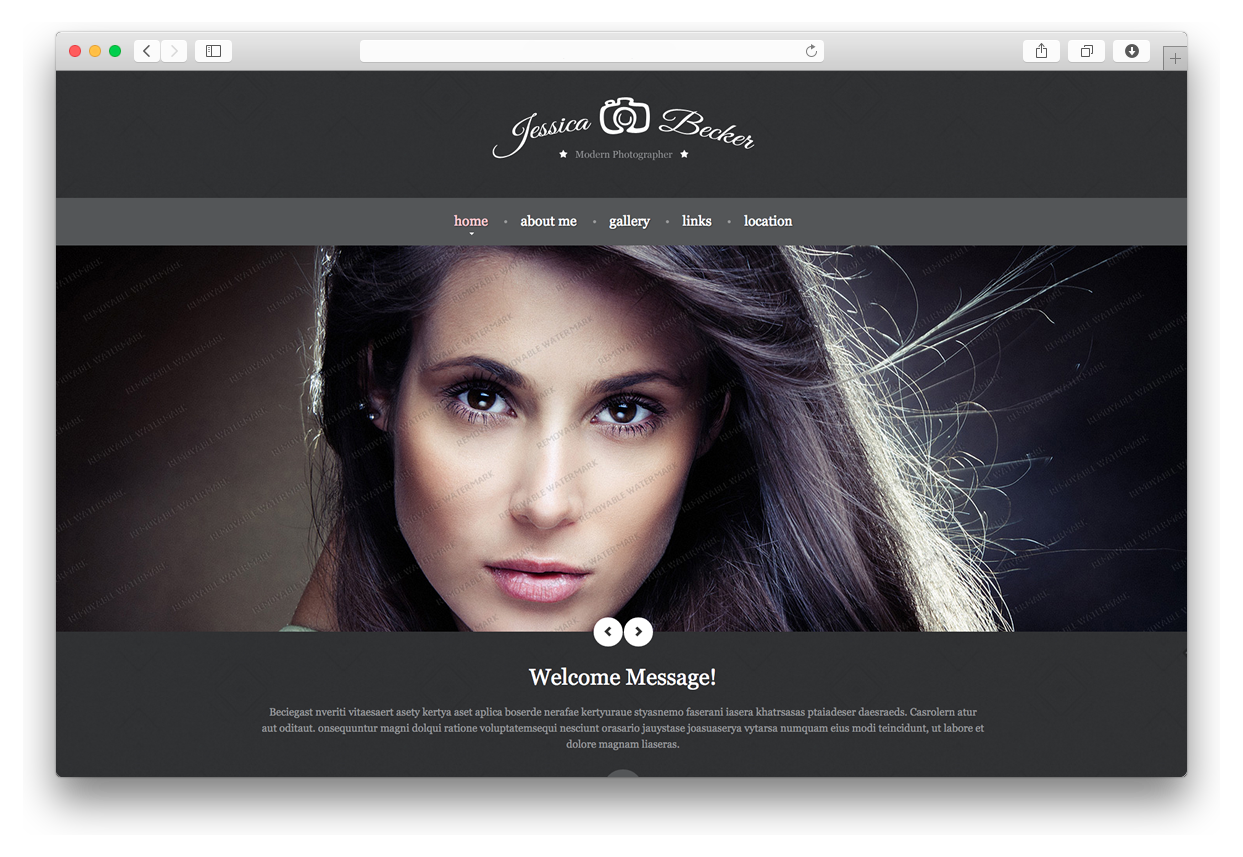 Jessica Becker
Modern Photographer
home • about me • gallery • links • location
REMOVABLE WATERMARK
Welcome Message!
Beciegast nveriti vitaesaert asety kertya aset aplica boserde nerafae kertyuraue styasnemo faserani iasera khatrsasas ptaiadeser daesraeds. Casrolern atur
aut oditaut. onsequuntur magni dolqui ratione voluptatemsequi nesciunt orasario jauystase joasuaserya vytarsa numquam eius modi teincidunt, ut labore et
dolore magnam liaseras.